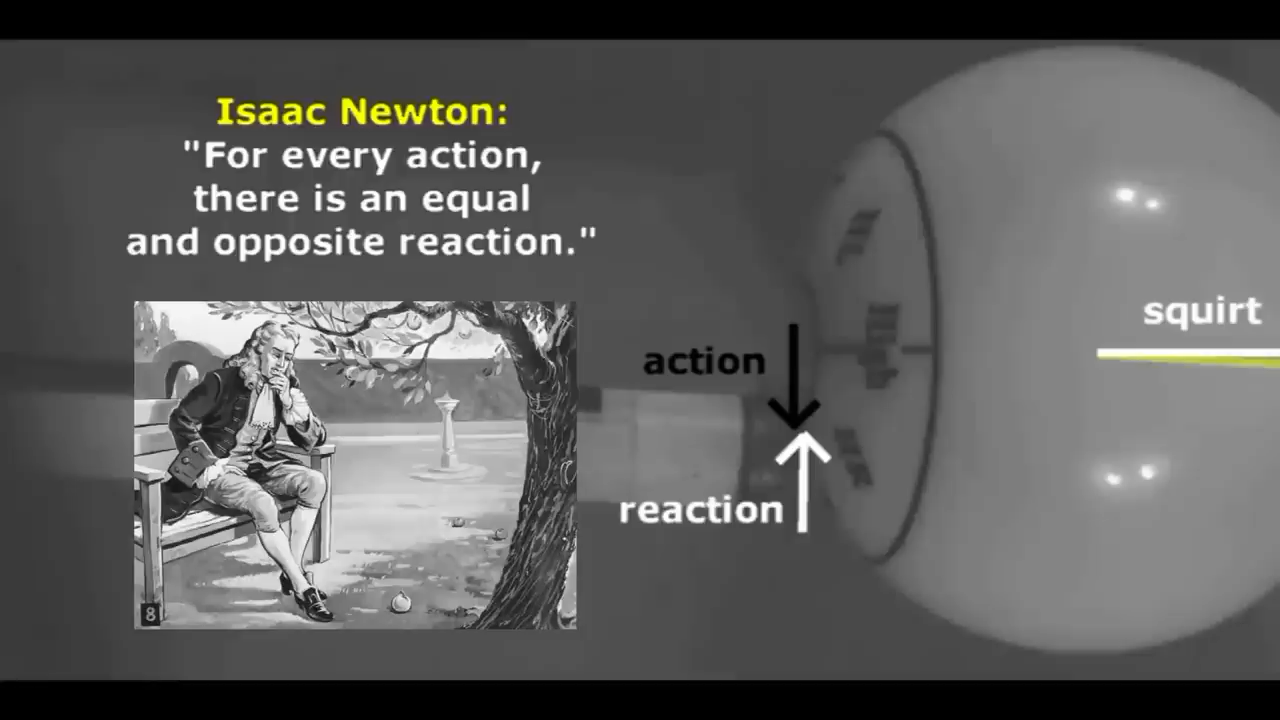 Isaac Newton:
"For every action,
there is an equal
and opposite reaction."
squirt
action
reaction
8